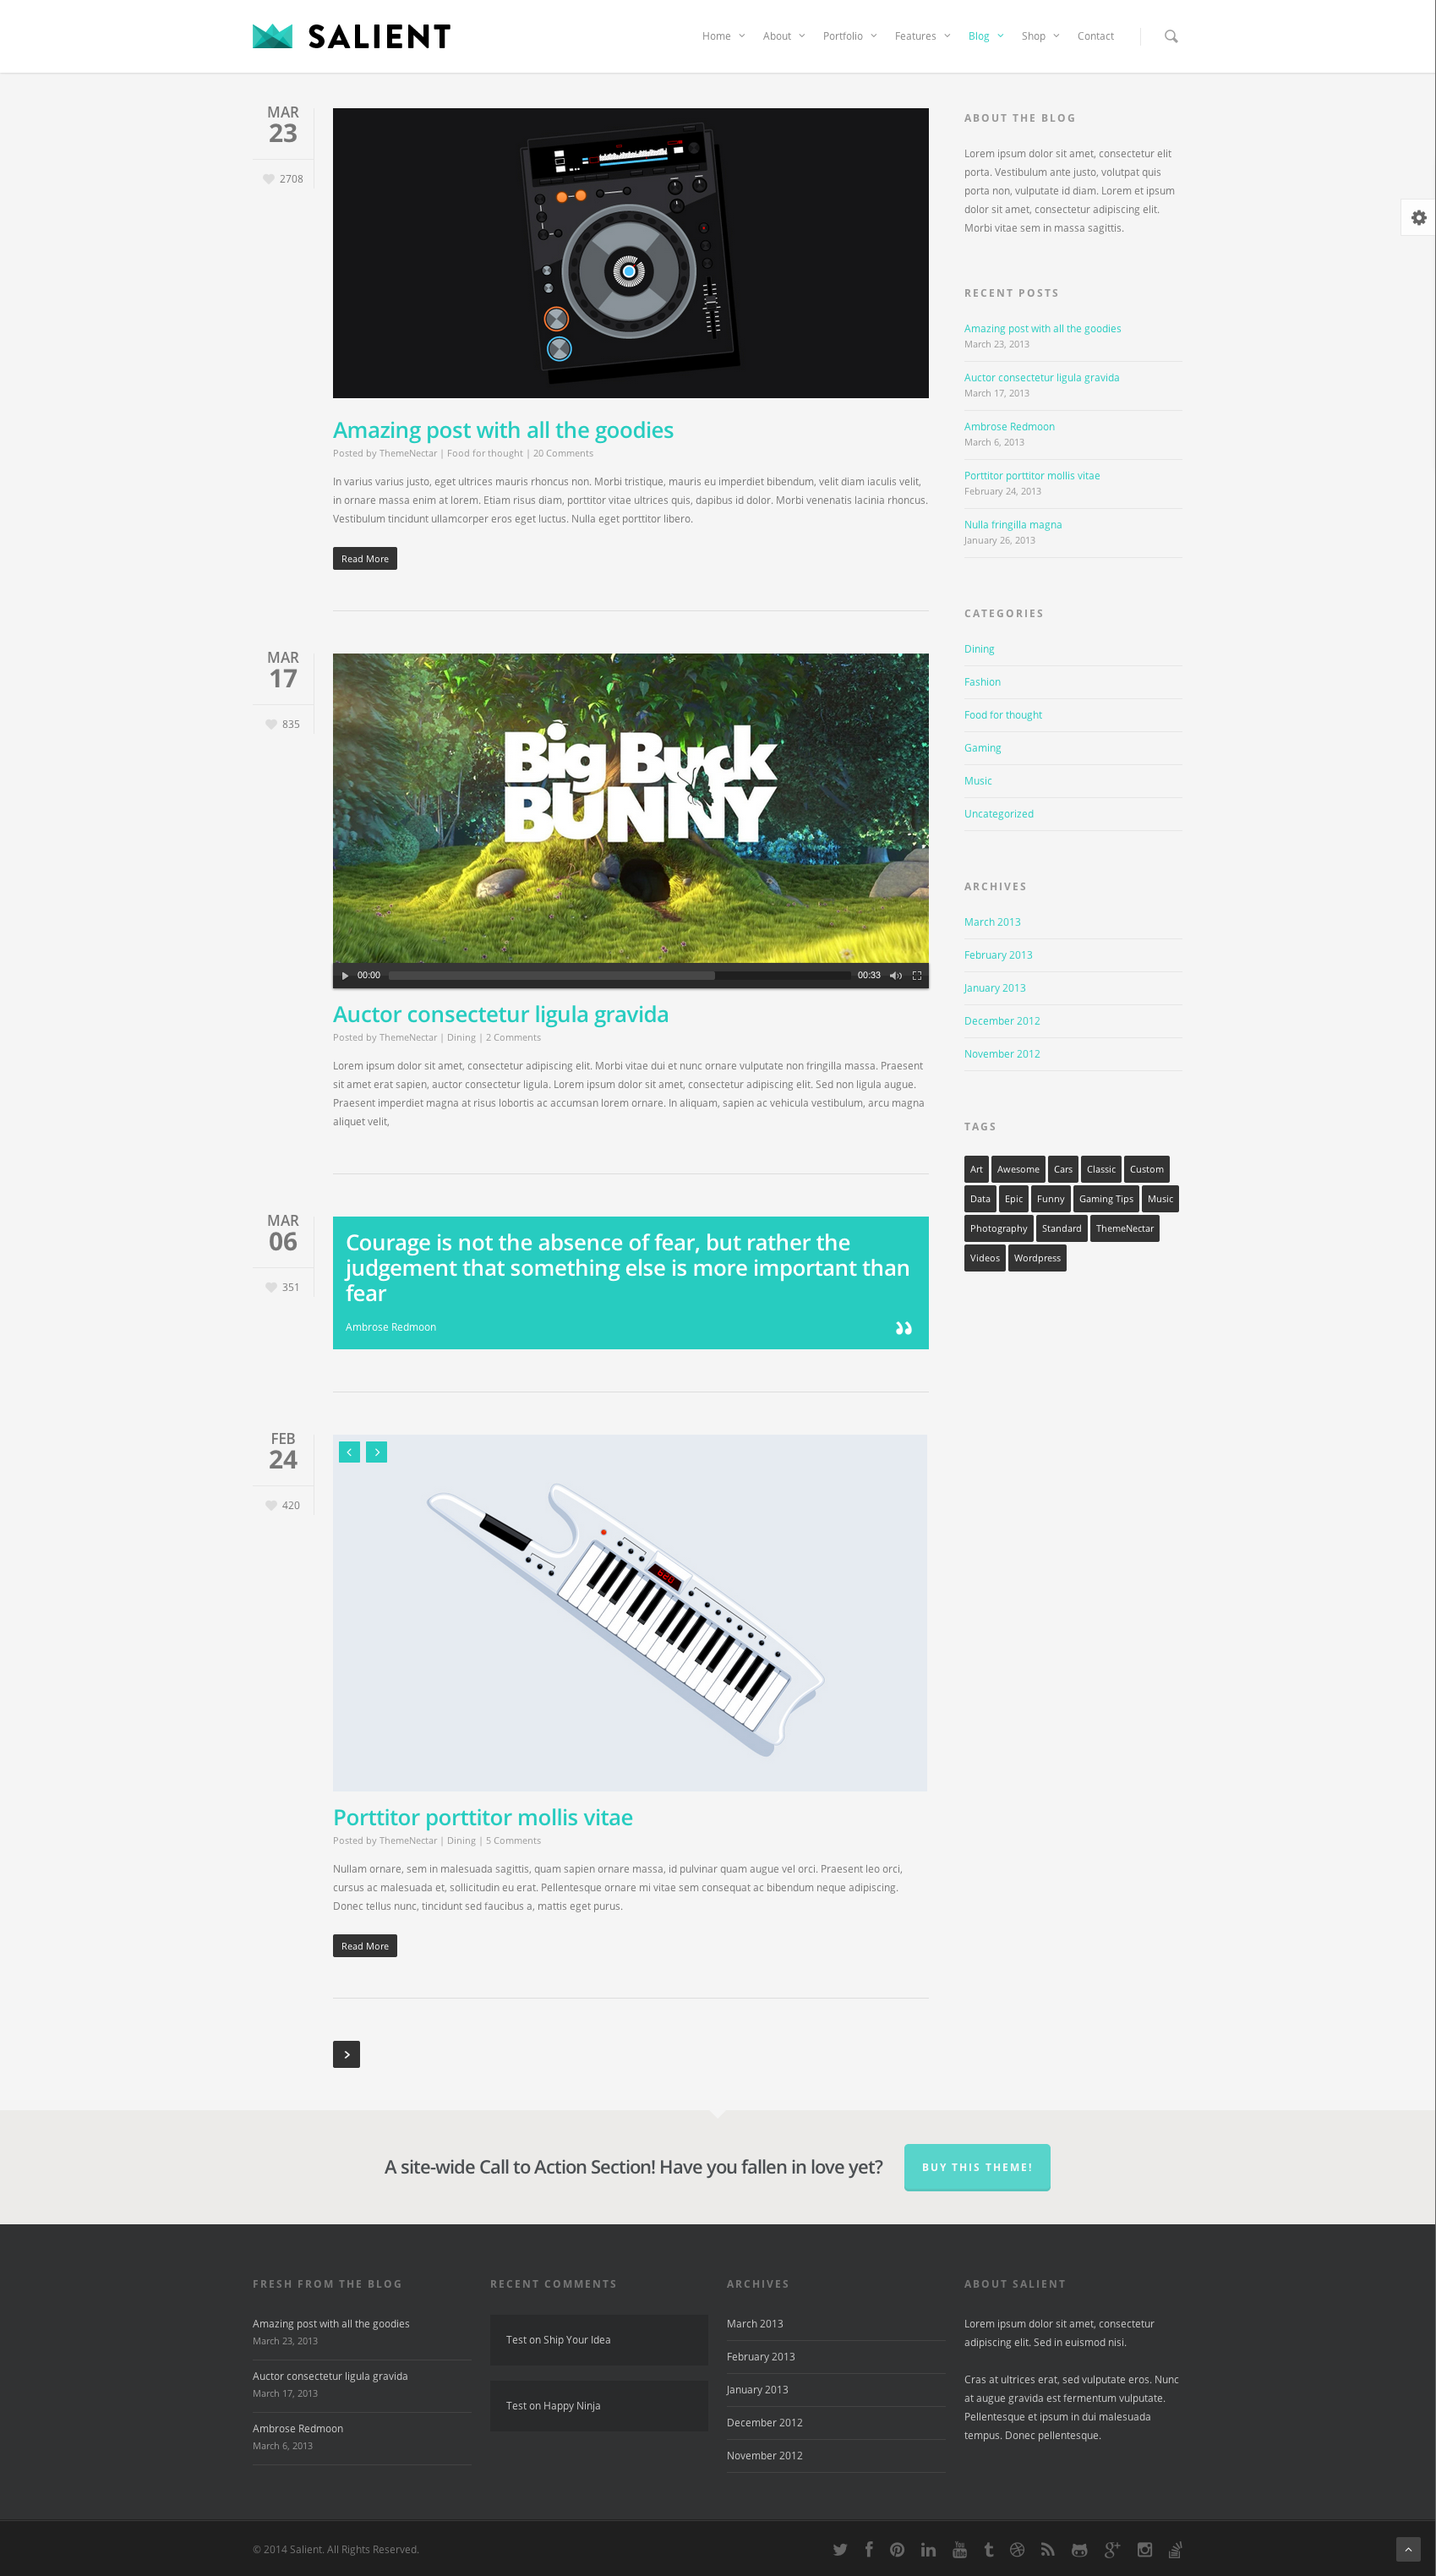 SALIENT
Home About Portfolio Features Blog Shop Contact
MAR
23
2708
Amazing post with all the goodies
Posted by ThemeNectar | Food for thought | 20 Comments
In varius varius justo, eget ultrices mauris rhoncus non. Morbi tristique, mauris eu imperdiet bibendum, velit diam iaculis velit,
in ornare massa enim at lorem. Etiam risus diam, porttitor vitae ultrices quis, dapibus id dolor. Morbi venenatis lacinia rhoncus.
Vestibulum tincidunt ullamcorper eros eget luctus. Nulla eget porttitor libero.
Read More
MAR
17
835
Big Buck
BUNNY
00:00 00:33
Auctor consectetur ligula gravida
Posted by ThemeNectar | Dining | 2 Comments
Lorem ipsum dolor sit amet, consectetur adipiscing elit. Morbi vitae dui et nunc ornare vulputate non fringilla massa. Praesent
sit amet erat sapien, auctor consectetur ligula. Lorem ipsum dolor sit amet, consectetur adipiscing elit. Sed non ligula augue.
Praesent imperdiet magna at risus lobortis ac accumsan lorem ornare. In aliquam, sapien ac vehicula vestibulum, arcu magna
aliquet velit,
MAR
06
351
Courage is not the absence of fear, but rather the
judgement that something else is more important than
fear
Ambrose Redmoon
FEB
24
420
Porttitor porttitor mollis vitae
Posted by ThemeNectar | Dining | 5 Comments
Nullam ornare, sem in malesuada sagittis, quam sapien ornare massa, id pulvinar quam augue vel orci. Praesent leo orci,
cursus ac malesuada et, sollicitudin eu erat. Pellentesque ornare mi vitae sem consequat ac bibendum neque adipiscing.
Donec tellus nunc, tincidunt sed faucibus a, mattis eget purus.
Read More
ABOUT THE BLOG
Lorem ipsum dolor sit amet, consectetur elit
porta. Vestibulum ante justo, volutpat quis
porta non, vulputate id diam. Lorem et ipsum
dolor sit amet, consectetur adipiscing elit.
Morbi vitae sem in massa sagittis.
RECENT POSTS
Amazing post with all the goodies
March 23, 2013
Auctor consectetur ligula gravida
March 17, 2013
Ambrose Redmoon
March 6, 2013
Porttitor porttitor mollis vitae
February 24, 2013
Nulla fringilla magna
January 26, 2013
CATEGORIES
Dining
Fashion
Food for thought
Gaming
Music
Uncategorized
ARCHIVES
March 2013
February 2013
January 2013
December 2012
November 2012
TAGS
Art Awesome Cars Classic Custom
Data Epic Funny Gaming Tips Music
Photography Standard ThemeNectar
Videos Wordpress
A site-wide Call to Action Section! Have you fallen in love yet?
BUY THIS THEME!
FRESH FROM THE BLOG
Amazing post with all the goodies
March 23, 2013
Auctor consectetur ligula gravida
March 17, 2013
Ambrose Redmoon
March 6, 2013
RECENT COMMENTS
Test on Ship Your Idea
Test on Happy Ninja
ARCHIVES
March 2013
February 2013
January 2013
December 2012
November 2012
ABOUT SALIENT
Lorem ipsum dolor sit amet, consectetur
adipiscing elit. Sed in euismod nisi.
Cras at ultrices erat, sed vulputate eros. Nunc
at augue gravida est fermentum vulputate.
Pellentesque et ipsum in dui malesuada
tempus. Donec pellentesque.
© 2014 Salient. All Rights Reserved.